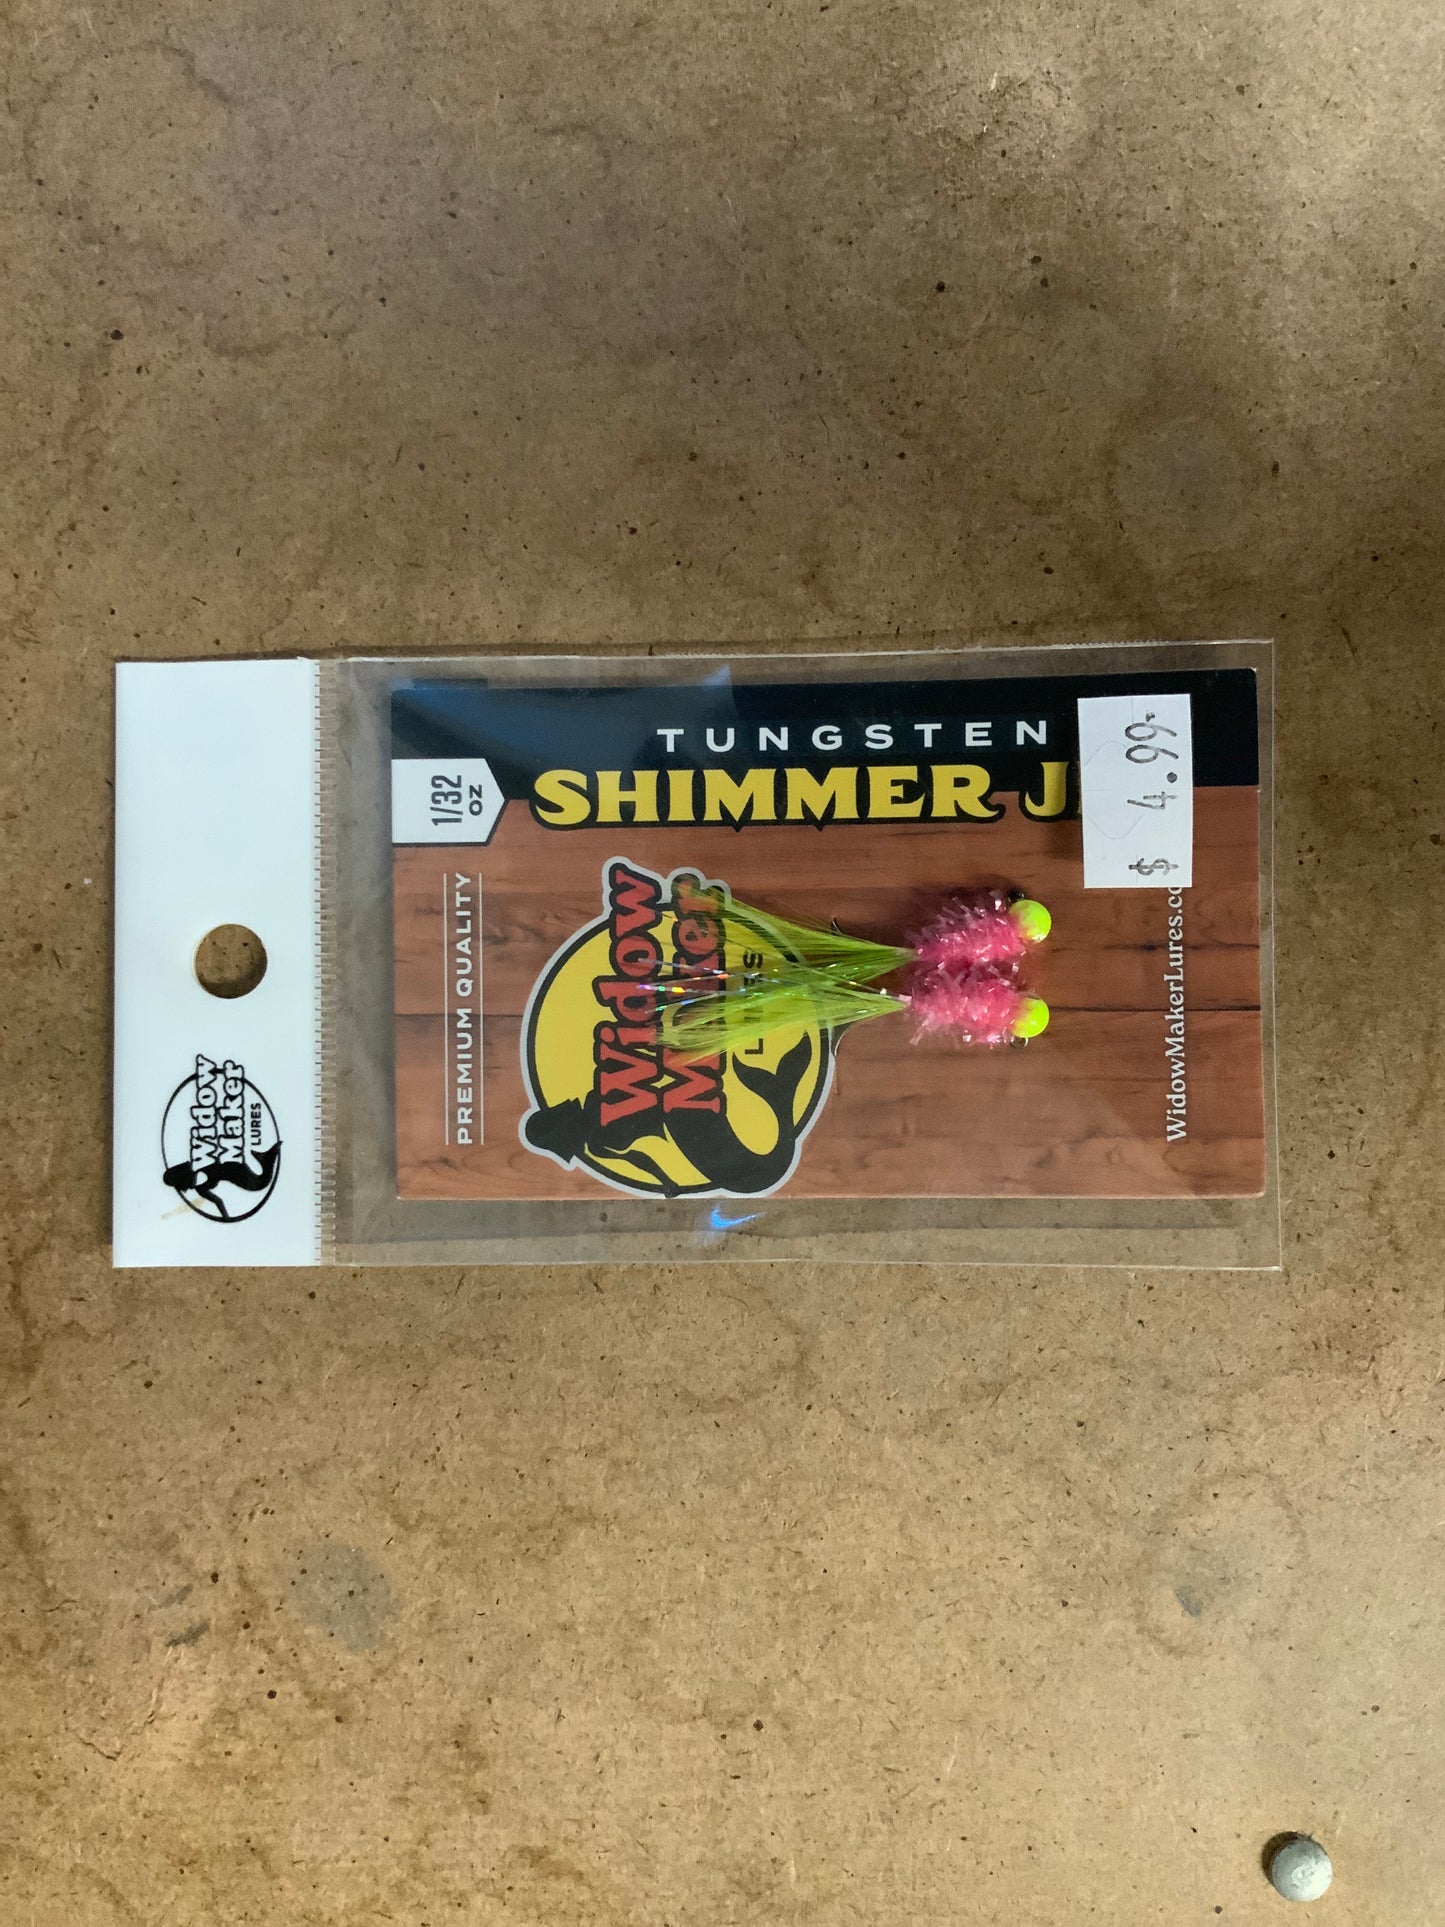 Widow
Maker
LURES
TUNGSTEN
SHIMMER
1/32
OZ
PREMIUM QUALITY
Widow
Maker
$ 4.99
WidowMakerLures.co